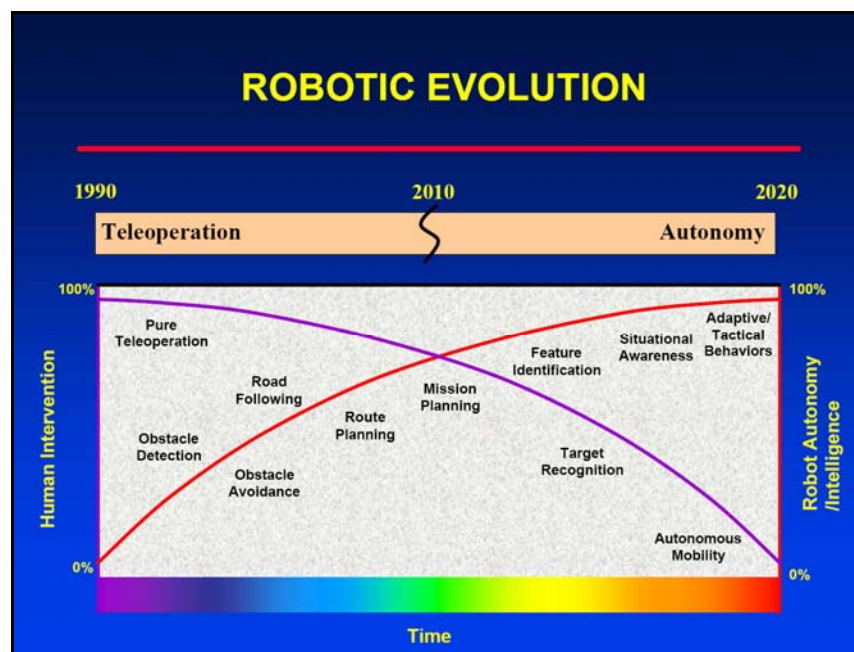 ROBOTIC EVOLUTION
1990 2010 2020
Teleoperation Autonomy
100% 100%
Pure
Teleoperation
Adaptive/
Tactical
Behaviors
Situational
Awareness
Feature
Identification
Road
Following
Mission
Planning
Route
Planning
Obstacle
Detection
Obstacle
Avoidance
Target
Recognition
Autonomous
Mobility
Human Intervention
Robot Autonomy
/Intelligence
0% 0%
Time